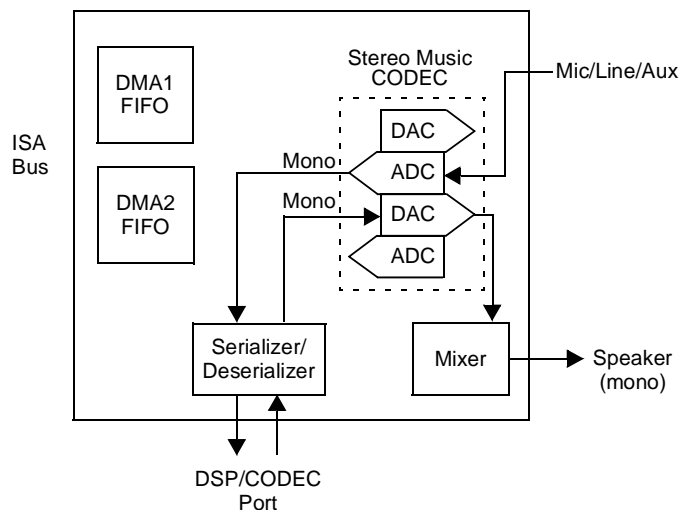 DMA1
FIFO
Stereo Music
CODEC
Mic/Line/Aux
DAC
ISA
Bus
Mono
ADC
DMA2
FIFO
Mono
DAC
ADC
Serializer/
Deserializer
Mixer
Speaker
(mono)
DSP/CODEC
Port